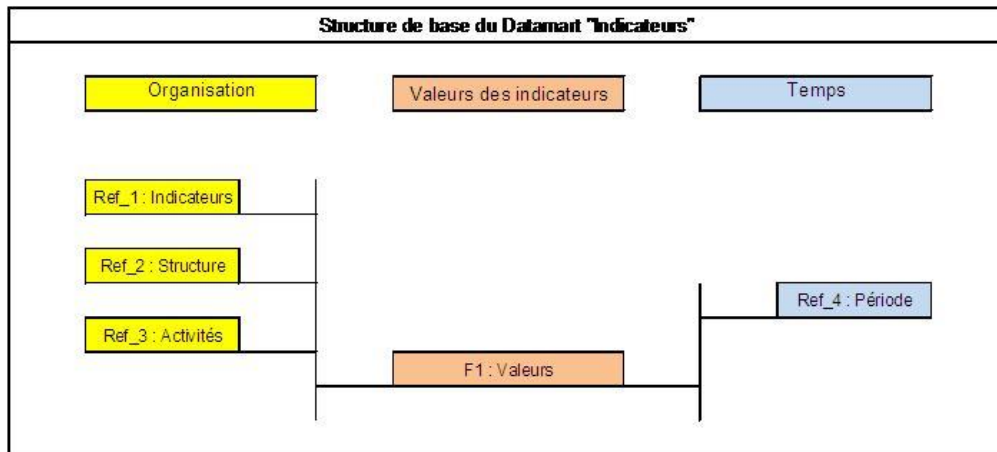 Structure de base du Datamart "Indicateurs"
Organisation
Valeurs des indicateurs
Temps
Ref_1 : Indicateurs
Ref_2 : Structure
Ref_3 : Activités
Ref_4 : Période
F1 : Valeurs